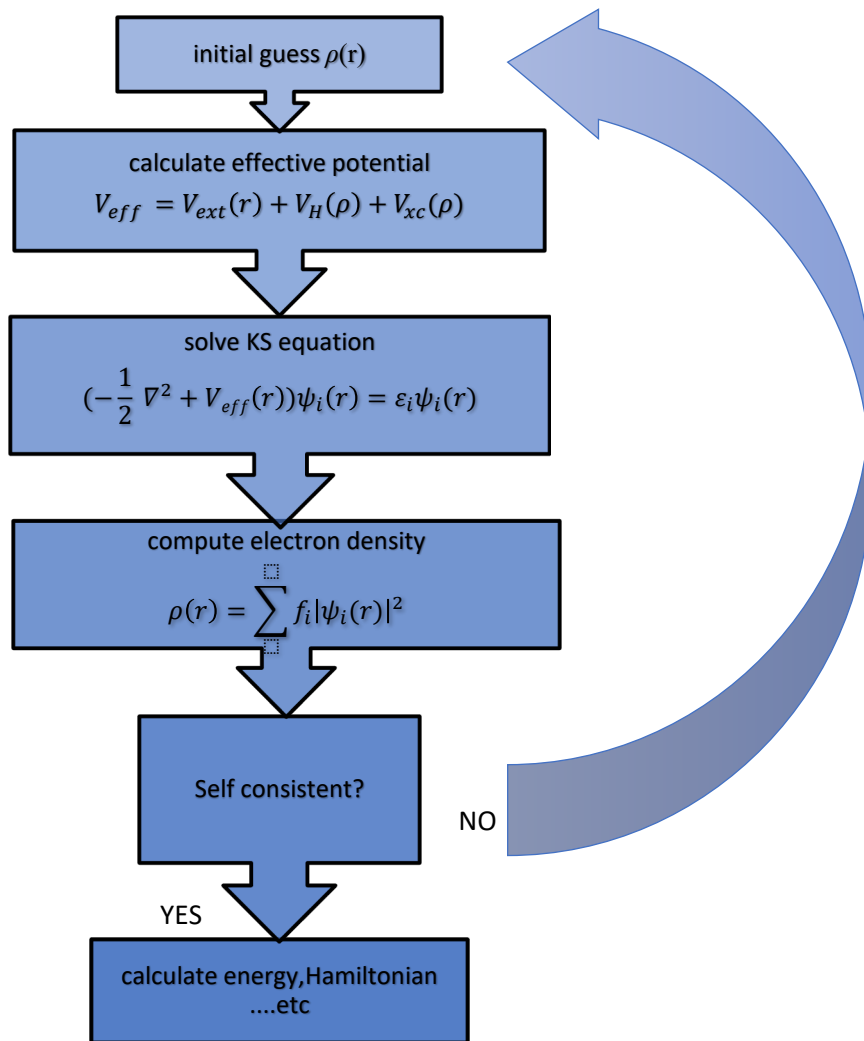 initial guess ρ(r)
calculate effective potential
V_eff = V_ext(r) + V_H(ρ) + V_xc(ρ)
solve KS equation
(-1/2 ∇² + V_eff(r))ψ_i(r) = ε_iψ_i(r)
compute electron density
ρ(r) = ∑ f_i|ψ_i(r)|²
Self consistent?
NO
YES
calculate energy,Hamiltonian
....etc